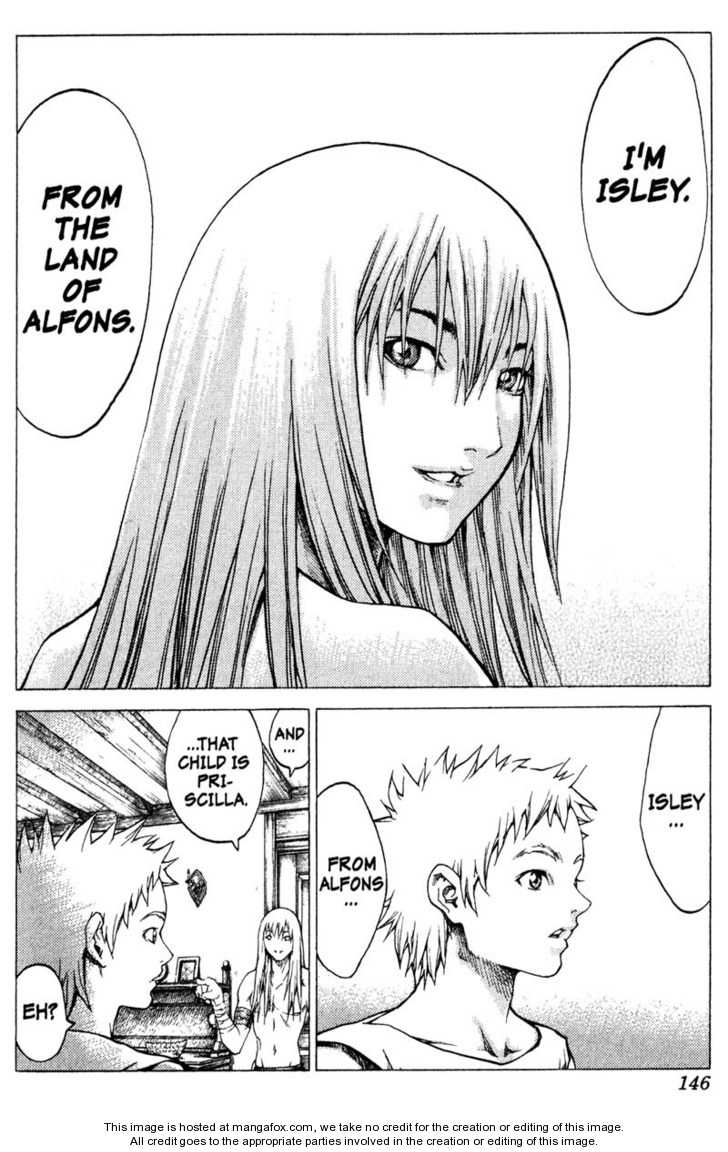 I'M
ISLEY.
FROM
THE
LAND
OF
ALFONS.
ISLEY
...
FROM
ALFONS
...
AND
...
...THAT
CHILD IS
PRI-
SCILLA.
EH?
146
This image is hosted at mangafox.com, we take no credit for the creation or editing of this image.
All credit goes to the appropriate parties involved in the creation or editing of this image.